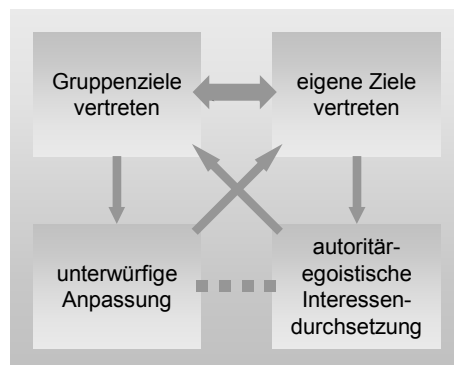 Gruppenziele
vertreten
eigene Ziele
vertreten
unterwürfige
Anpassung
autoritär-
egoistische
Interessen-
durchsetzung